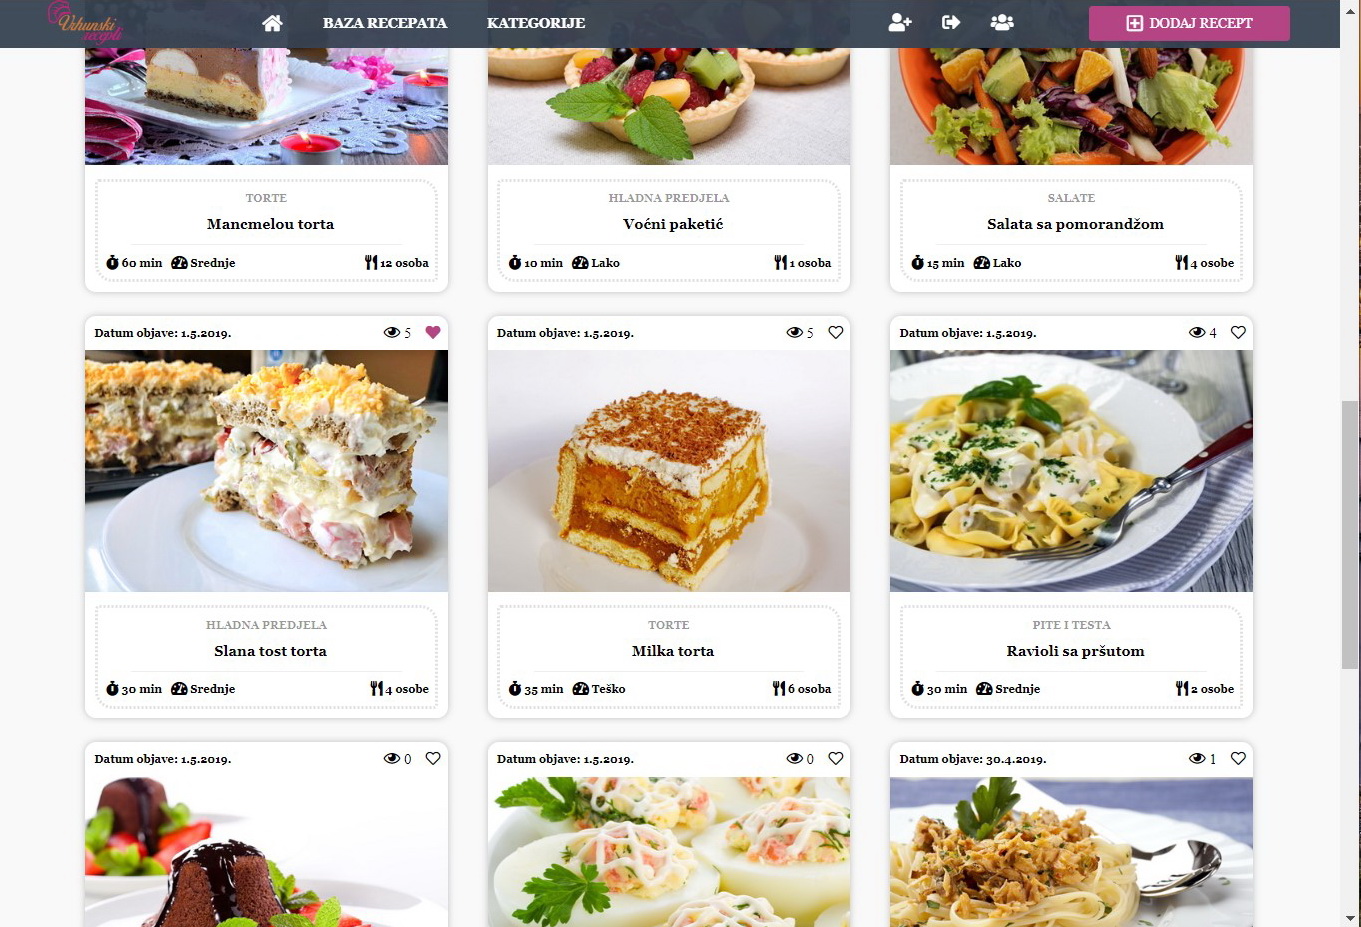 Vrhunski
recepti
BAZA RECEPATA
KATEGORIJE
DODAJ RECEPT
TORTE
Mancmelou torta
60 min Srednje 12 osoba
HLADNA PREDJELA
Voćni paketić
10 min Lako 1 osoba
SALATE
Salata sa pomorandžom
15 min Lako 4 osobe
Datum objave: 1.5.2019. 5
HLADNA PREDJELA
Slana tost torta
30 min Srednje 4 osobe
Datum objave: 1.5.2019. 5
TORTE
Milka torta
35 min Teško 6 osoba
Datum objave: 1.5.2019. 4
PITE I TESTA
Ravioli sa pršutom
30 min Srednje 2 osobe
Datum objave: 1.5.2019. 0
Datum objave: 1.5.2019. 0
Datum objave: 30.4.2019. 1